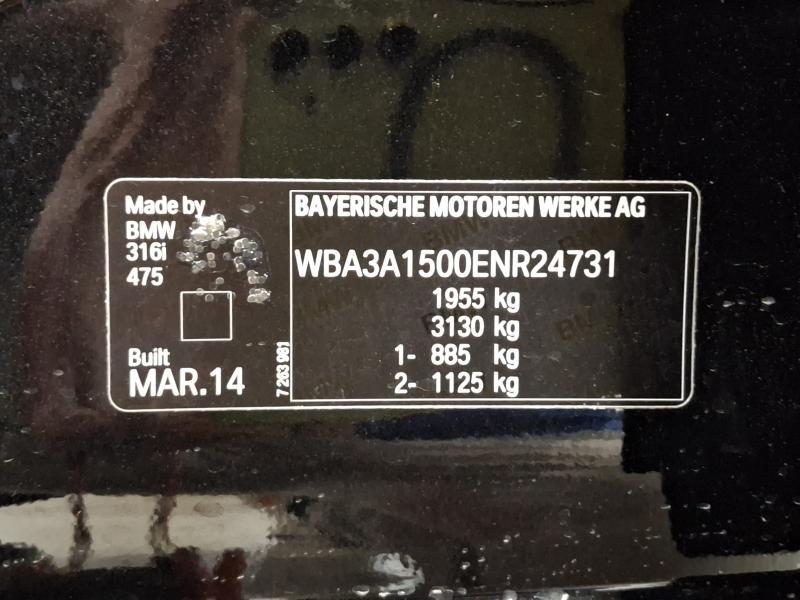 Made by
BMW
316i
475
Built
MAR.14
7 263 981
BAYERISCHE MOTOREN WERKE AG
WBA3A1500ENR24731
1955 kg
3130 kg
1- 885 kg
2- 1125 kg